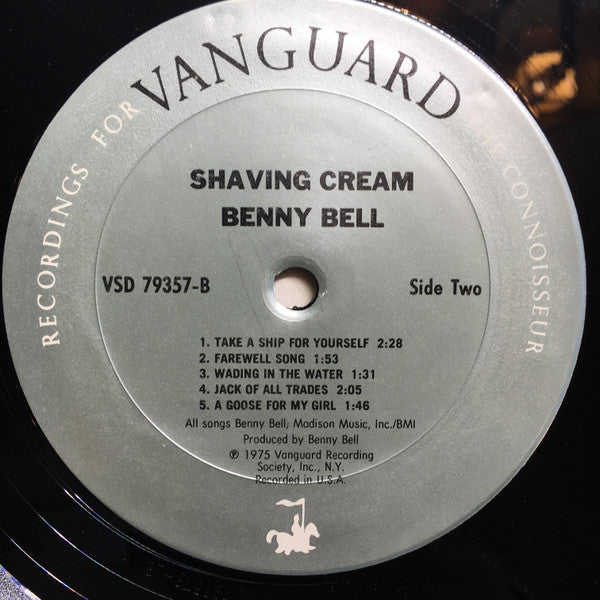 RECORDINGS FOR VANGUARD THE CONNOISSEUR
SHAVING CREAM
BENNY BELL
VSD 79357-B
Side Two
1. TAKE A SHIP FOR YOURSELF 2:28
2. FAREWELL SONG 1:53
3. WADING IN THE WATER 1:31
4. JACK OF ALL TRADES 2:05
5. A GOOSE FOR MY GIRL 1:46
All songs Benny Bell; Madison Music, Inc./BMI
Produced by Benny Bell
℗ 1975 Vanguard Recording
Society, Inc., N.Y.
Recorded in U.S.A.